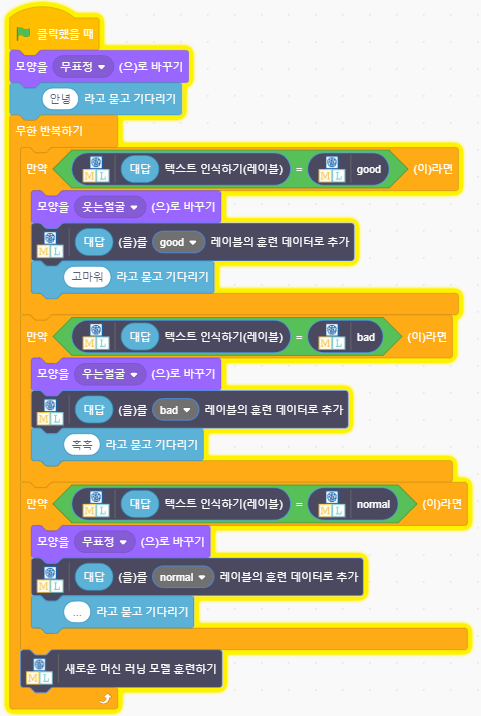 클릭했을 때
모양을 무표정 (으)로 바꾸기
안녕 라고 묻고 기다리기
무한 반복하기
만약 ML 대답 텍스트 인식하기(레이블) = ML good (이)라면
모양을 웃는얼굴 (으)로 바꾸기
ML 대답 (을)를 good 레이블의 훈련 데이터로 추가
고마워 라고 묻고 기다리기
만약 ML 대답 텍스트 인식하기(레이블) = ML bad (이)라면
모양을 우는얼굴 (으)로 바꾸기
ML 대답 (을)를 bad 레이블의 훈련 데이터로 추가
흑흑 라고 묻고 기다리기
만약 ML 대답 텍스트 인식하기(레이블) = ML normal (이)라면
모양을 무표정 (으)로 바꾸기
ML 대답 (을)를 normal 레이블의 훈련 데이터로 추가
... 라고 묻고 기다리기
ML 새로운 머신 러닝 모델 훈련하기